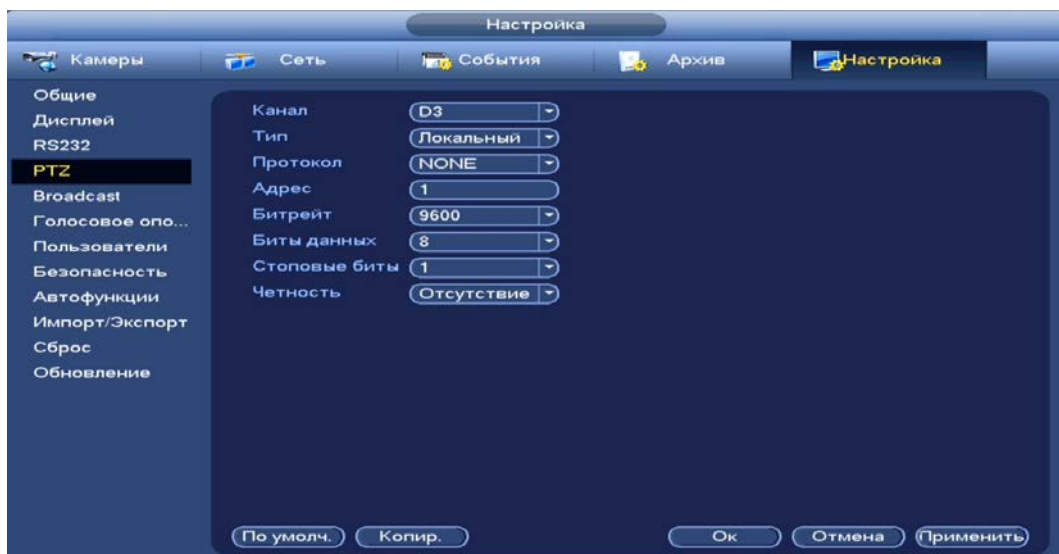 Настройка
Камеры Сеть События Архив Настройка
Общие
Дисплей
RS232
PTZ
Broadcast
Голосовое опо...
Пользователи
Безопасность
Автофункции
Импорт/Экспорт
Сброс
Обновление
Канал D3
Тип Локальный
Протокол NONE
Адрес 1
Битрейт 9600
Биты данных 8
Стоповые биты 1
Четность Отсутствие
По умолч. Копир. Ок Отмена Применить